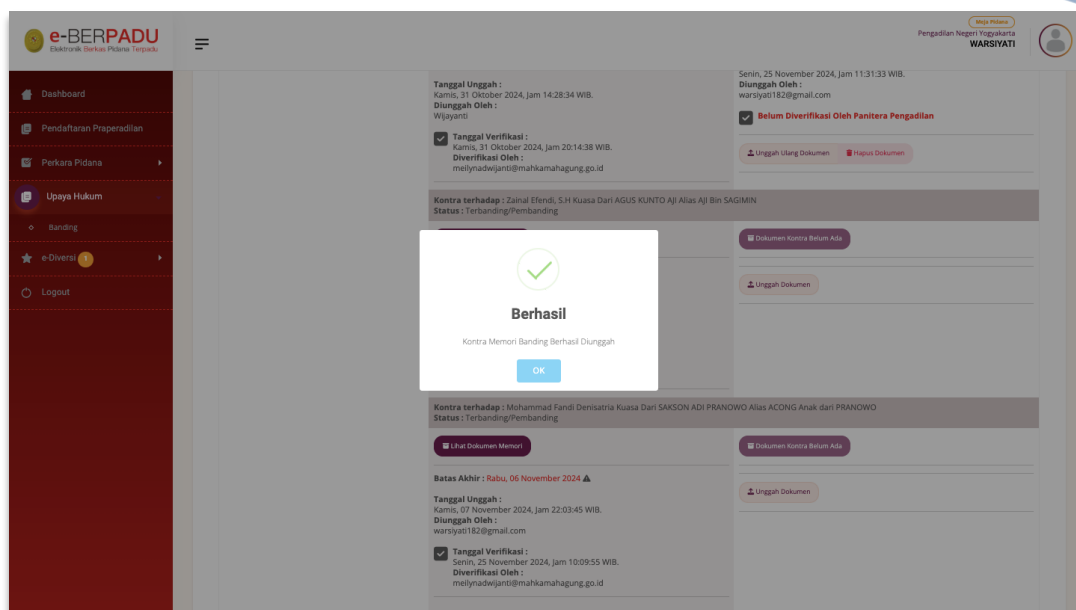 e-BERPADU
Elektronik Berkas Pidana Terpadu
Meja Pidana
Pengadilan Negeri Yogyakarta
WARSIYATI
Dashboard
Pendaftaran Praperadilan
Perkara Pidana
Upaya Hukum
Banding
e-Diversi 1
Logout
Tanggal Unggah :
Kamis, 31 Oktober 2024, Jam 14:28:34 WIB.
Diunggah Oleh :
Wijayanti
Tanggal Verifikasi :
Kamis, 31 Oktober 2024, Jam 20:14:38 WIB.
Diverifikasi Oleh :
meilynadwijanti@mahkamahagung.go.id
Senin, 25 November 2024, Jam 11:31:33 WIB.
Diunggah Oleh :
warsiyati182@gmail.com
Belum Diverifikasi Oleh Panitera Pengadilan
Unggah Ulang Dokumen
Hapus Dokumen
Kontra terhadap : Zainal Efendi, S.H Kuasa Dari AGUS KUNTO AJI Alias AJI Bin SAGIMIN
Status : Terbanding/Pembanding
Dokumen Kontra Belum Ada
Unggah Dokumen
Berhasil
Kontra Memori Banding Berhasil Diunggah
OK
Kontra terhadap : Mohammad Fandi Denisatria Kuasa Dari SAKSON ADI PRANOWO Alias ACONG Anak dari PRANOWO
Status : Terbanding/Pembanding
Lihat Dokumen Memori
Batas Akhir : Rabu, 06 November 2024
Tanggal Unggah :
Kamis, 07 November 2024, Jam 22:03:45 WIB.
Diunggah Oleh :
warsiyati182@gmail.com
Tanggal Verifikasi :
Senin, 25 November 2024, Jam 10:09:55 WIB.
Diverifikasi Oleh :
meilynadwijanti@mahkamahagung.go.id
Dokumen Kontra Belum Ada
Unggah Dokumen